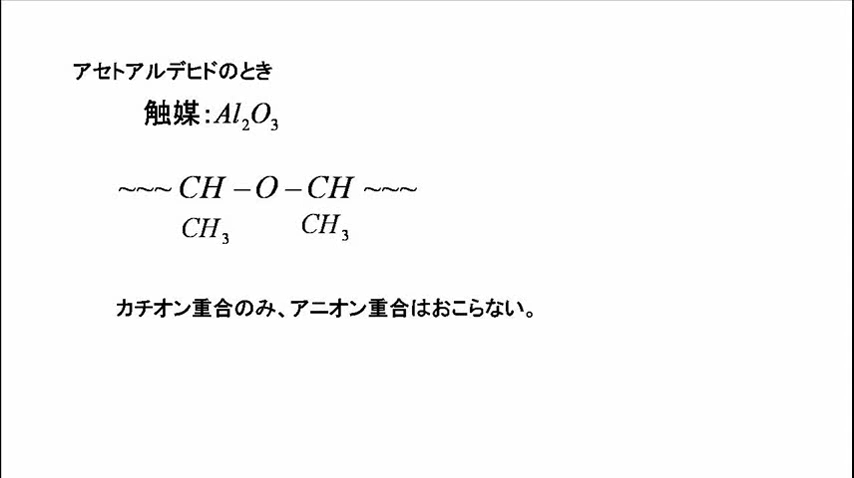 アセトアルデヒドのとき
触媒:Al₂O₃
~~~ CH – O – CH ~~~
CH₃ CH₃
カチオン重合のみ、アニオン重合はおこらない。